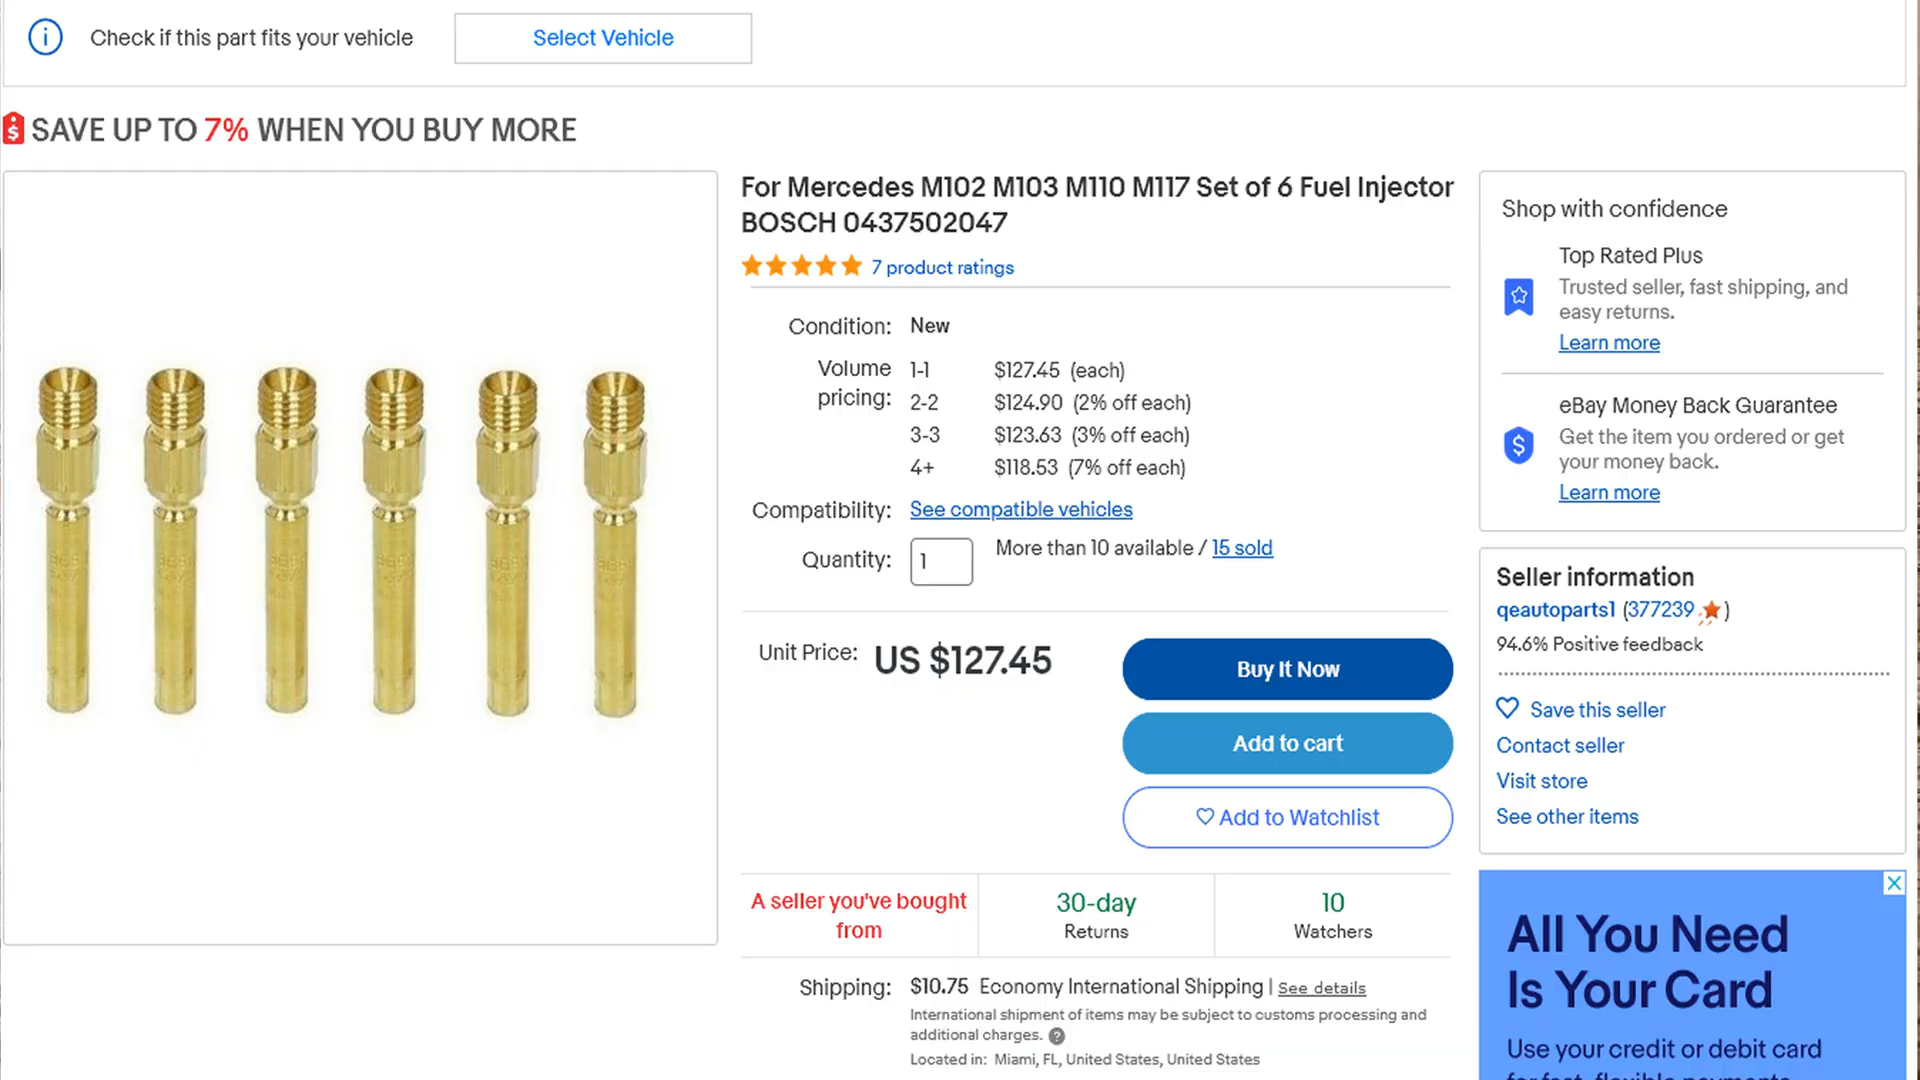 Check if this part fits your vehicle
Select Vehicle
SAVE UP TO 7% WHEN YOU BUY MORE
For Mercedes M102 M103 M110 M117 Set of 6 Fuel Injector
BOSCH 0437502047
7 product ratings
Condition: New
Volume pricing:
1-1 $127.45 (each)
2-2 $124.90 (2% off each)
3-3 $123.63 (3% off each)
4+ $118.53 (7% off each)
Compatibility: See compatible vehicles
Quantity: 1 More than 10 available / 15 sold
Unit Price: US $127.45
Buy It Now
Add to cart
Add to Watchlist
A seller you've bought
from
30-day
Returns
10
Watchers
Shipping: $10.75 Economy International Shipping | See details
International shipment of items may be subject to customs processing and
additional charges. ?
Located in: Miami, FL, United States, United States
Shop with confidence
Top Rated Plus
Trusted seller, fast shipping, and
easy returns.
Learn more
eBay Money Back Guarantee
Get the item you ordered or get
your money back.
Learn more
Seller information
qeautoparts1 (377239)
94.6% Positive feedback
Save this seller
Contact seller
Visit store
See other items
All You Need
Is Your Card
Use your credit or debit card